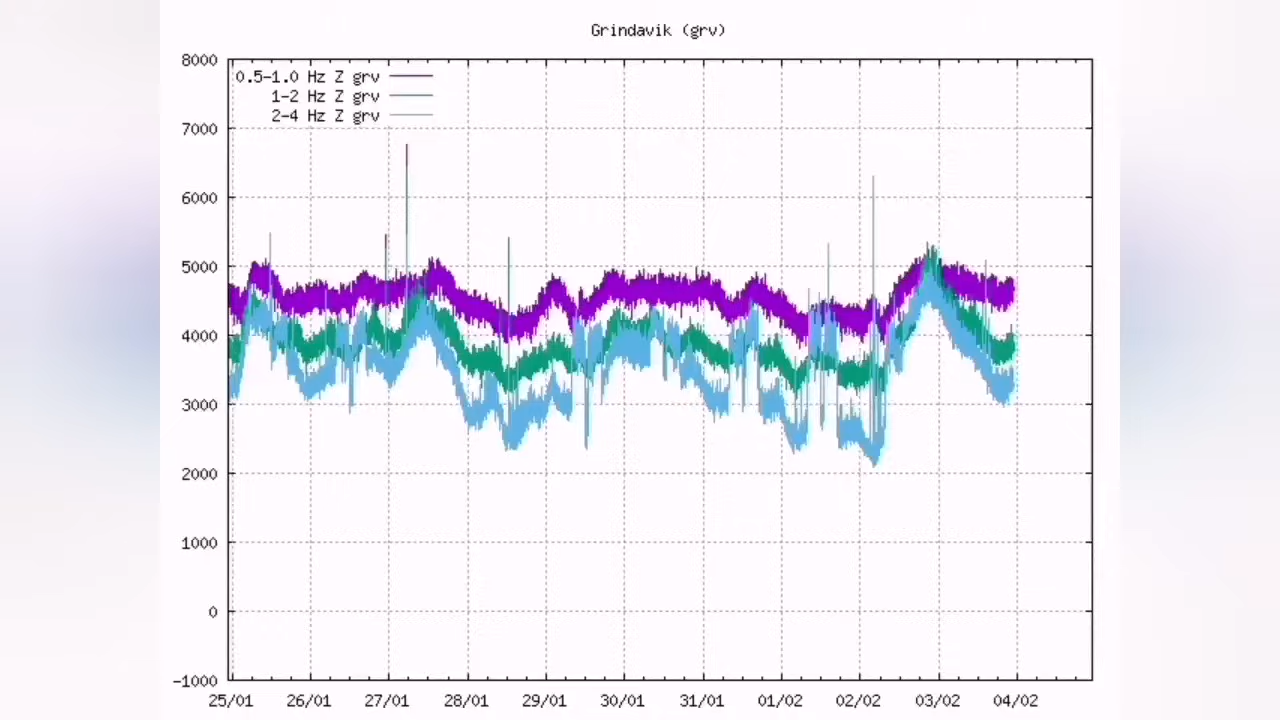 Grindavik (grv)
8000
0.5-1.0 Hz Z grv
1-2 Hz Z grv
2-4 Hz Z grv
7000
6000
5000
4000
3000
2000
1000
0
-1000
25/01 26/01 27/01 28/01 29/01 30/01 31/01 01/02 02/02 03/02 04/02